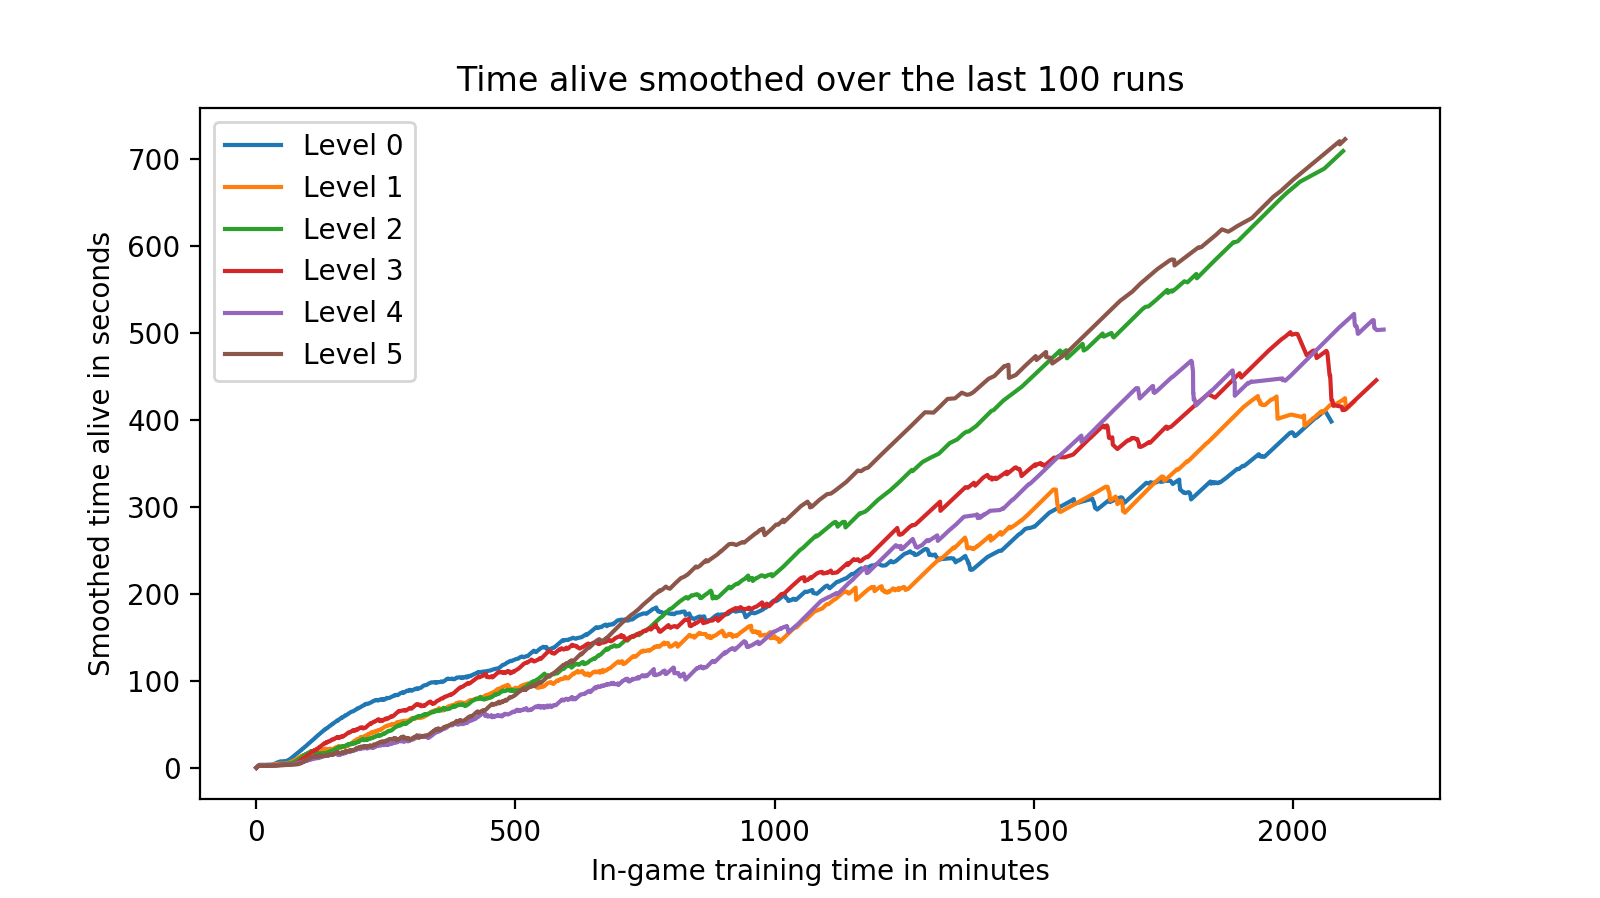 Time alive smoothed over the last 100 runs
Level 0
Level 1
Level 2
Level 3
Level 4
Level 5
700
600
500
400
300
200
100
0
Smoothed time alive in seconds
0
500
1000
1500
2000
In-game training time in minutes